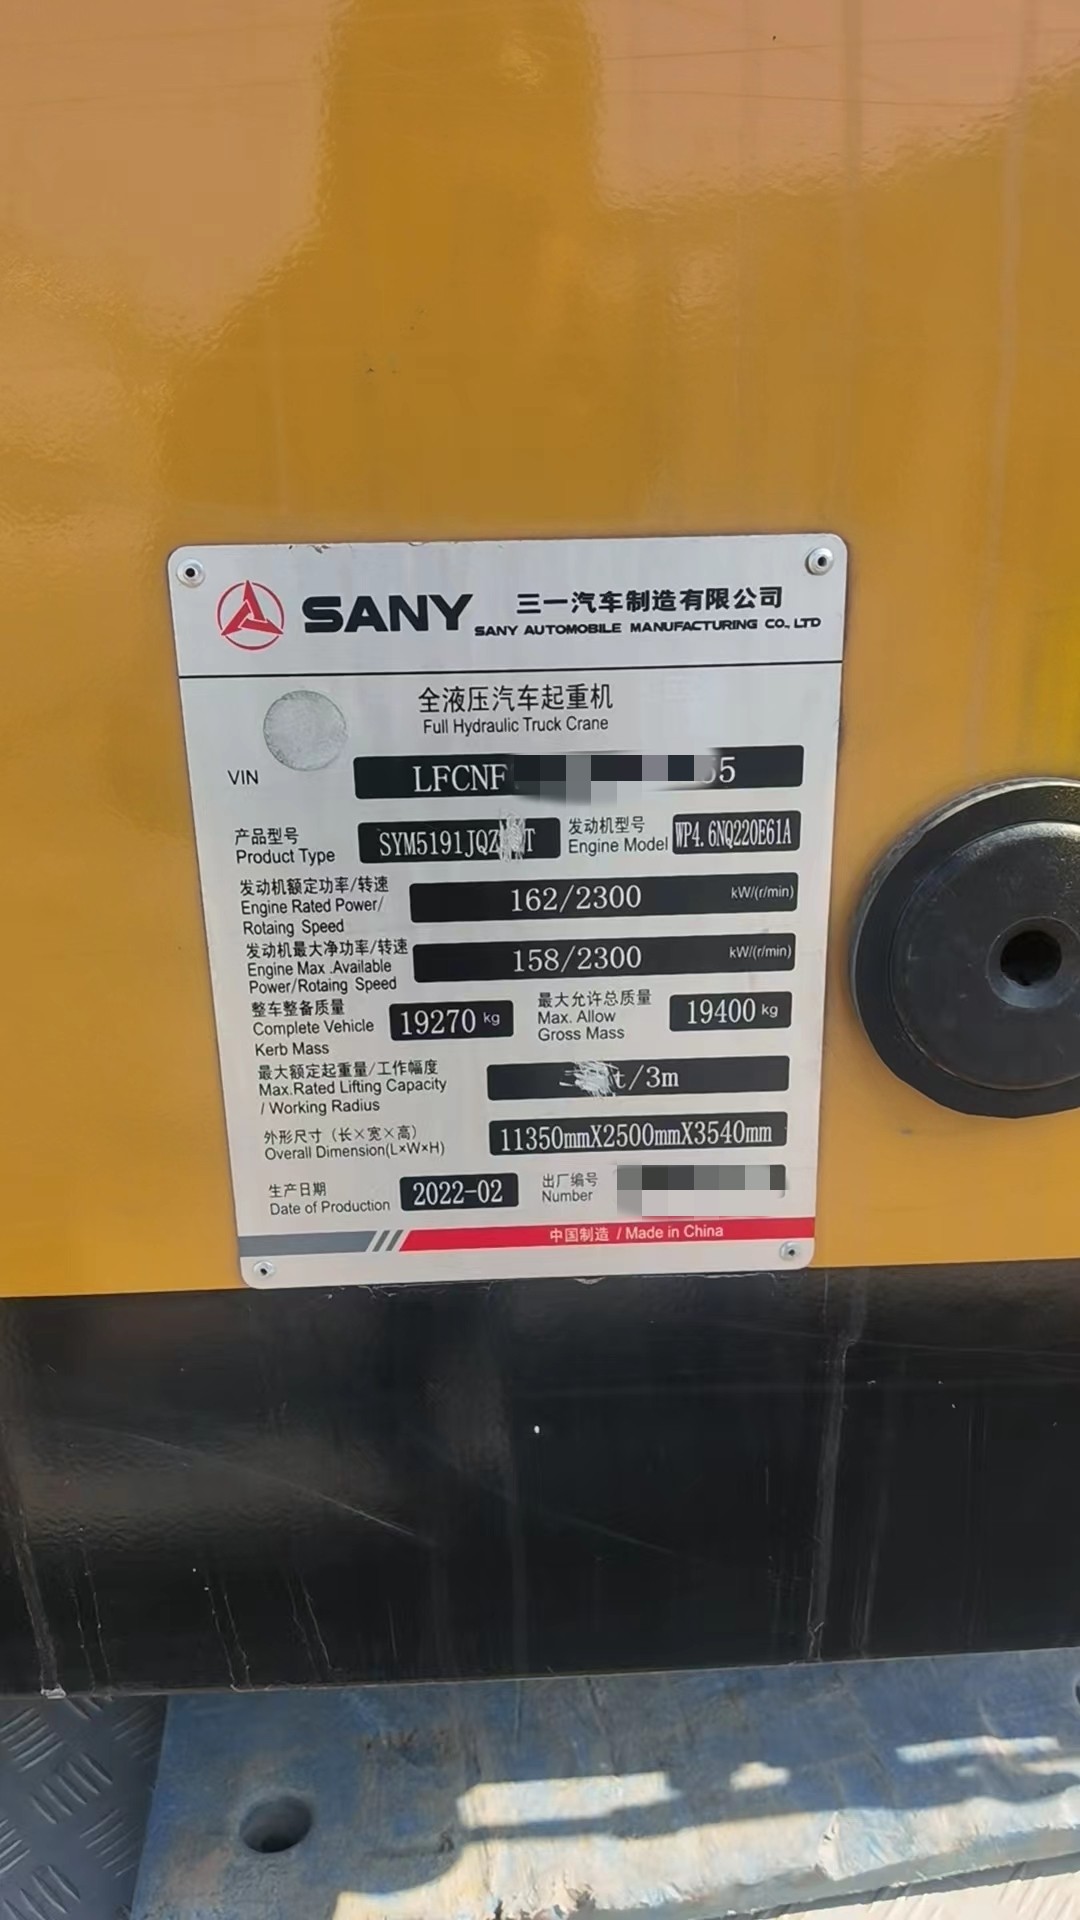 SANY 三一汽车制造有限公司
SANY AUTOMOBILE MANUFACTURING CO., LTD
全液压汽车起重机
Full Hydraulic Truck Crane
VIN LFCNF 55
产品型号 SYM5191JQZ T 发动机型号 WP4.6NQ220E61A
Product Type Engine Model
发动机额定功率/转速
Engine Rated Power/ 162/2300 kW/(r/min)
Rotaing Speed
发动机最大净功率/转速
Engine Max .Available 158/2300 kW/(r/min)
Power/Rotaing Speed
整车整备质量 最大允许总质量
Complete Vehicle 19270 kg Max. Allow 19400 kg
Kerb Mass Gross Mass
最大额定起重量/工作幅度
Max.Rated Lifting Capacity t/3m
/ Working Radius
外形尺寸（长×宽×高） 11350mmX2500mmX3540mm
Overall Dimension(L×W×H)
生产日期 2022-02 出厂编号
Date of Production Number
中国制造 / Made in China